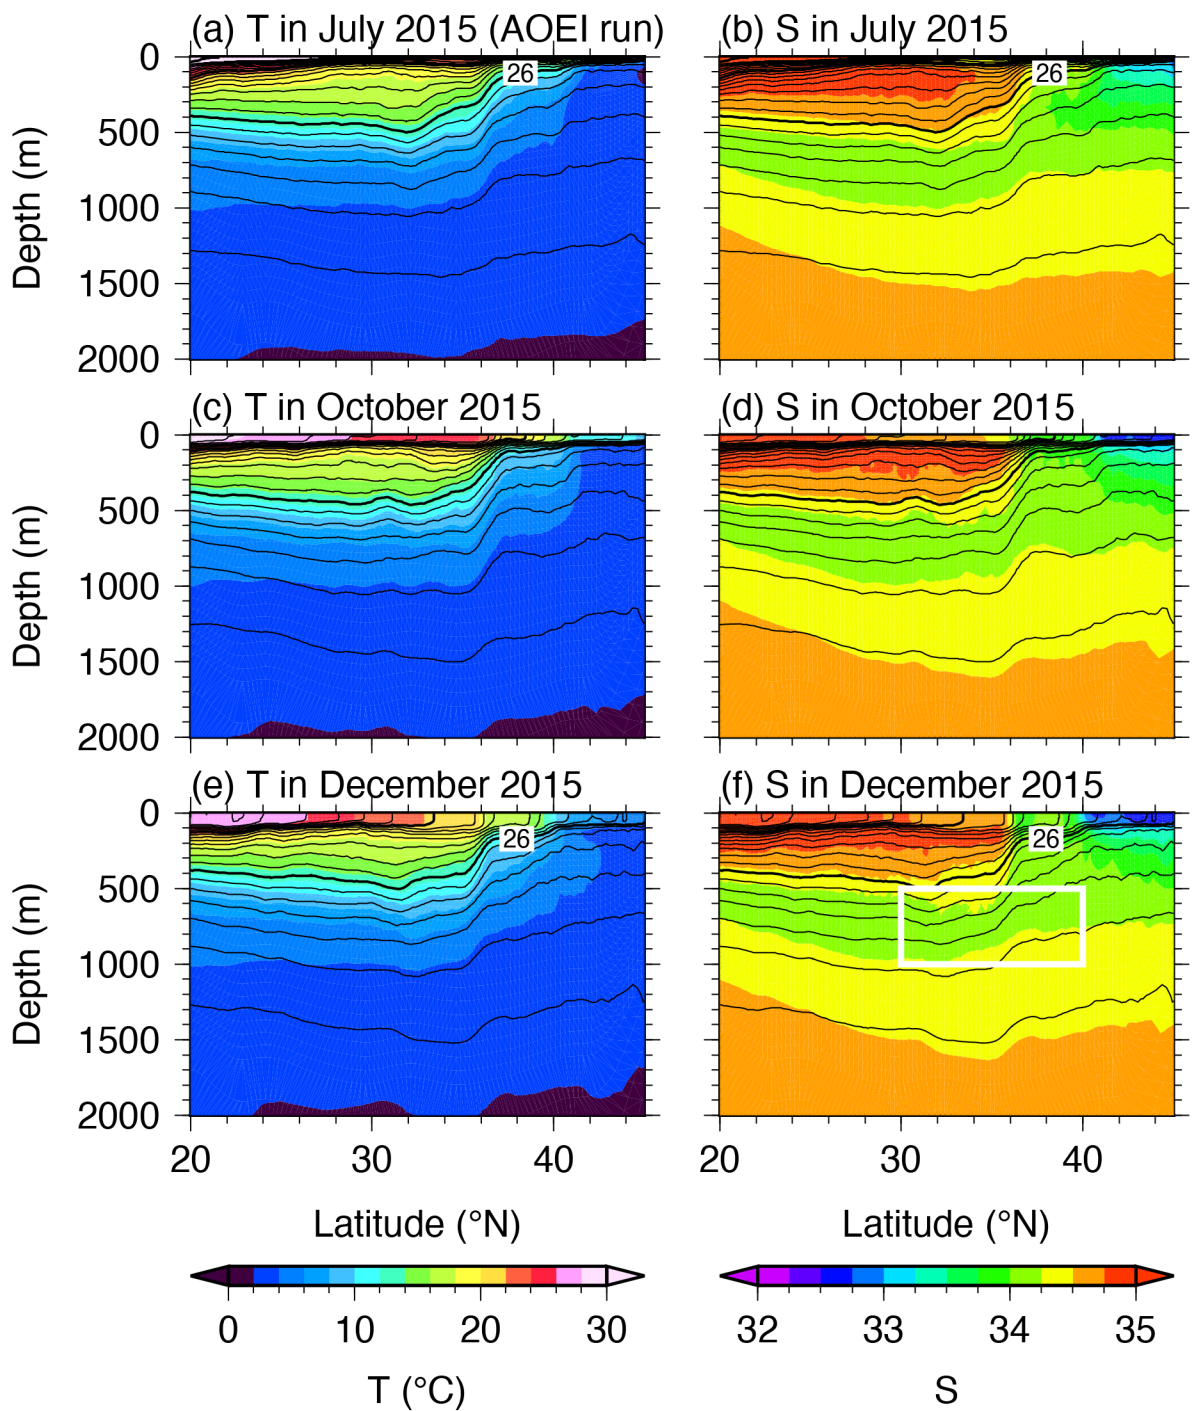 (a) T in July 2015 (AOEI run)
(b) S in July 2015
0
500
1000
1500
2000
Depth (m)
26
26
(c) T in October 2015
(d) S in October 2015
0
500
1000
1500
2000
Depth (m)
(e) T in December 2015
(f) S in December 2015
0
500
1000
1500
2000
Depth (m)
26
26
20 30 40
20 30 40
Latitude (°N)
Latitude (°N)
0 10 20 30
32 33 34 35
T (°C)
S